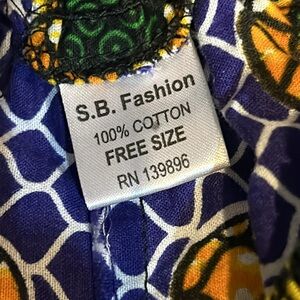 S.B. Fashion
100% COTTON
FREE SIZE
RN 139896